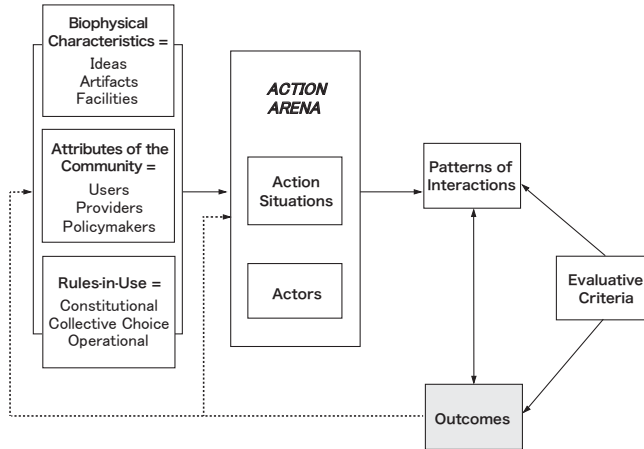 Biophysical
Characteristics =
Ideas
Artifacts
Facilities
Attributes of the
Community =
Users
Providers
Policymakers
Rules-in-Use =
Constitutional
Collective Choice
Operational
ACTION
ARENA
Action
Situations
Actors
Patterns of
Interactions
Evaluative
Criteria
Outcomes